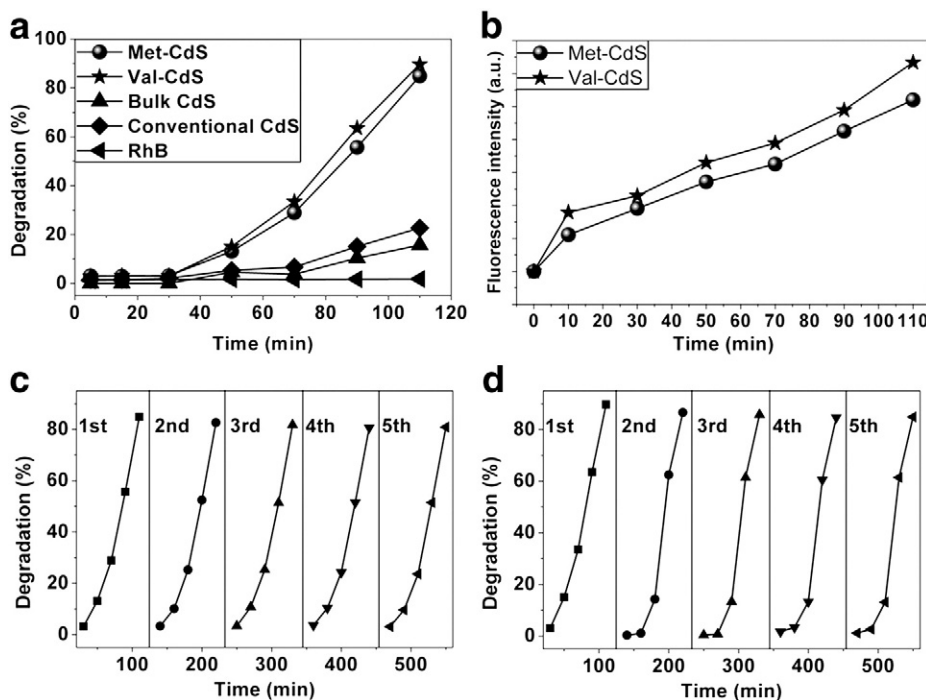 a
100
80
60
40
20
0
Degradation (%)
Met-CdS
Val-CdS
Bulk CdS
Conventional CdS
RhB
0 20 40 60 80 100 120
Time (min)
b
Fluorescence intensity (a.u.)
Met-CdS
Val-CdS
0 10 20 30 40 50 60 70 80 90 100 110
Time (min)
c
80
60
40
20
0
Degradation (%)
1st 2nd 3rd 4th 5th
100 200 300 400 500
Time (min)
d
80
60
40
20
0
Degradation (%)
1st 2nd 3rd 4th 5th
100 200 300 400 500
Time (min)